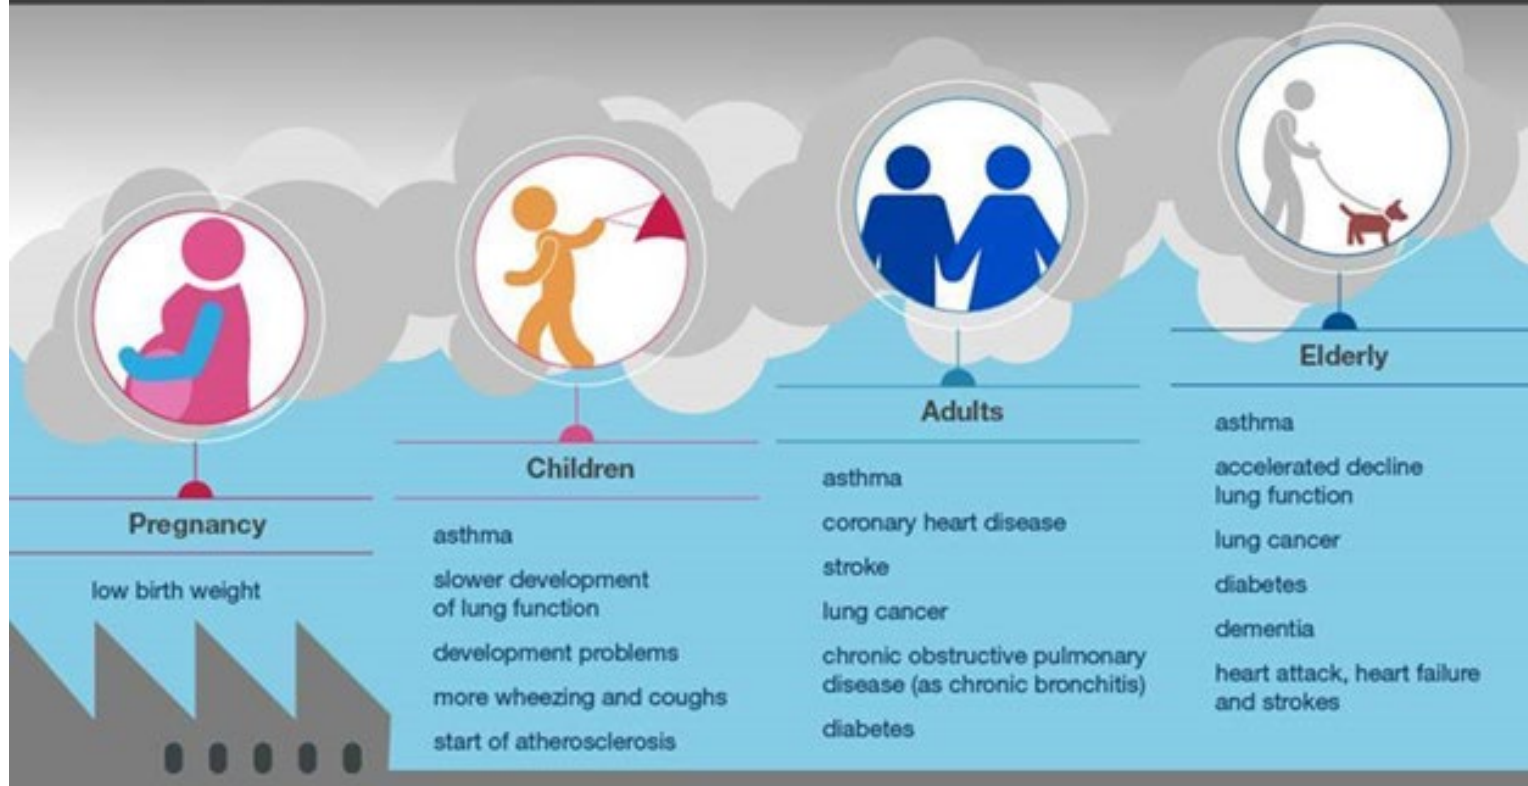 Pregnancy
low birth weight
Children
asthma
slower development
of lung function
development problems
more wheezing and coughs
start of atherosclerosis
Adults
asthma
coronary heart disease
stroke
lung cancer
chronic obstructive pulmonary
disease (as chronic bronchitis)
diabetes
Elderly
asthma
accelerated decline
lung function
lung cancer
diabetes
dementia
heart attack, heart failure
and strokes